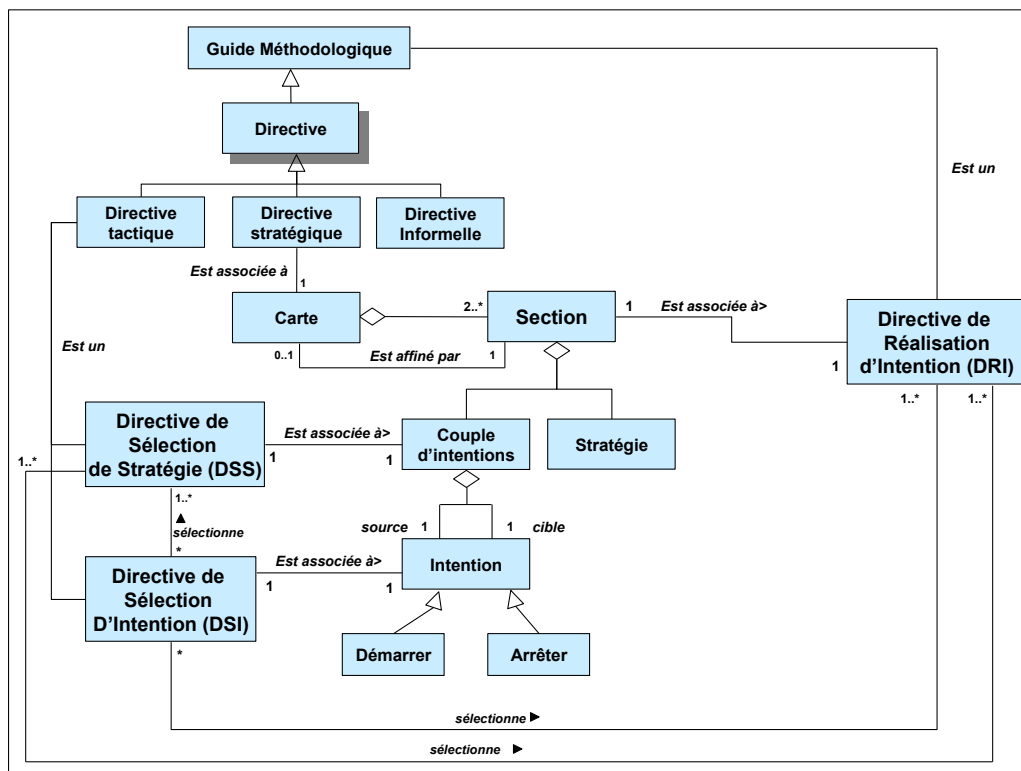 Guide Méthodologique
Directive
Est un
Directive
tactique
Directive
stratégique
Directive
Informelle
Est associée à
1
Carte
2..*
Section
1
Est associée à>
Directive de
Réalisation
d'Intention (DRI)
1
0..1
Est affiné par
1
Est un
1..*
1..*
Directive de
Sélection
de Stratégie (DSS)
Est associée à>
1
1
Couple
d'intentions
Stratégie
1..*
1..*
sélectionne
*
source
1
1
cible
Directive de
Sélection
D'Intention (DSI)
Est associée à>
1
1
Intention
*
Démarrer
Arrêter
sélectionne
sélectionne